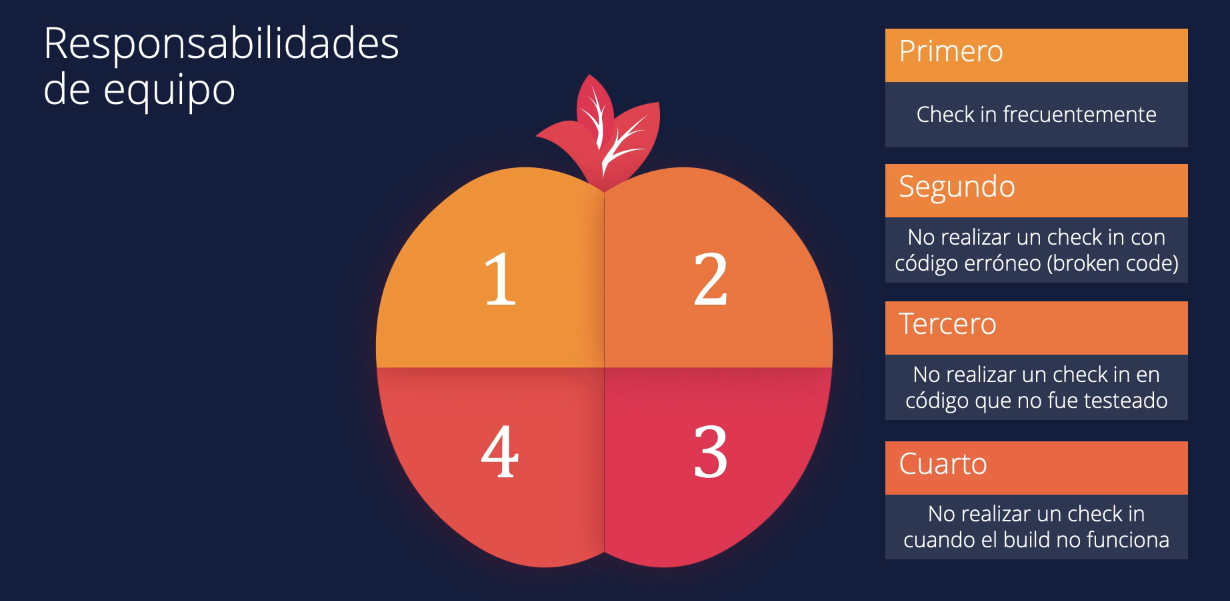 Responsabilidades
de equipo
1
2
4
3
Primero
Check in frecuentemente
Segundo
No realizar un check in con
código erróneo (broken code)
Tercero
No realizar un check in en
código que no fue testeado
Cuarto
No realizar un check in
cuando el build no funciona